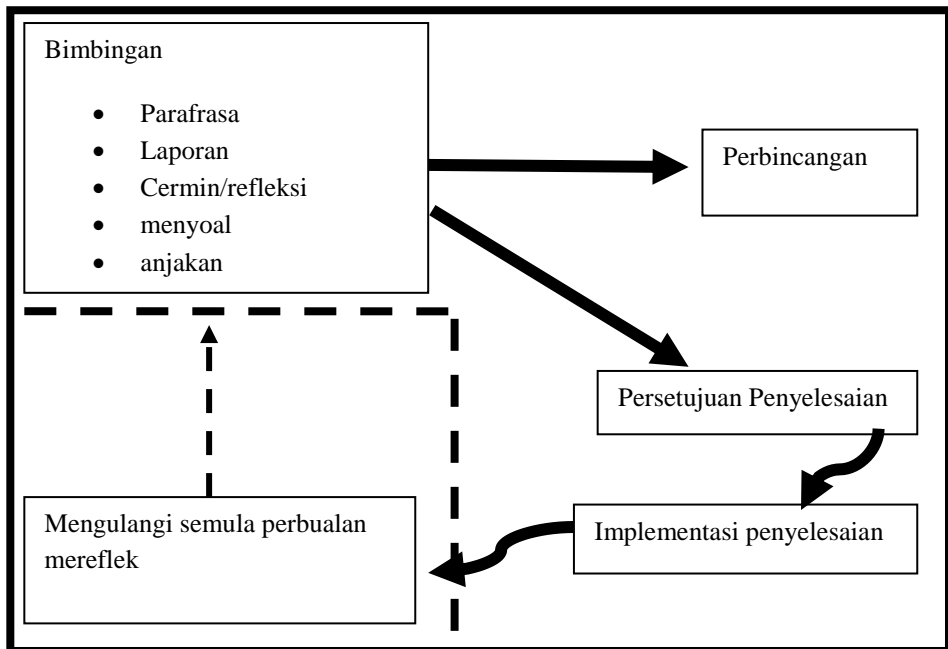 Bimbingan
• Parafrasa
• Laporan
• Cermin/refleksi
• menyoal
• anjakan
Perbincangan
Persetujuan Penyelesaian
Implementasi penyelesaian
Mengulangi semula perbualan
mereflek